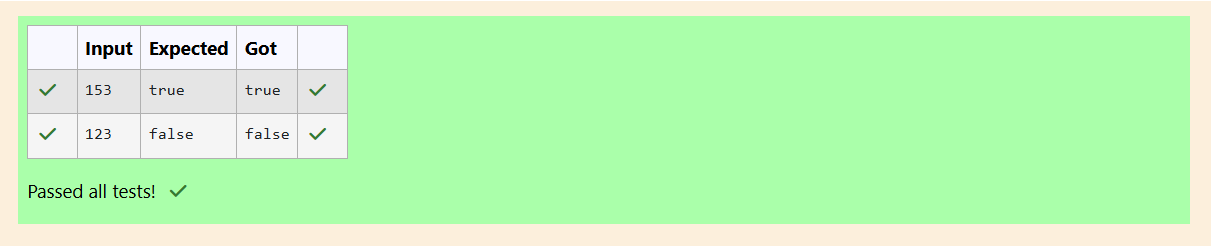 Input Expected Got
153 true true
123 false false
Passed all tests!